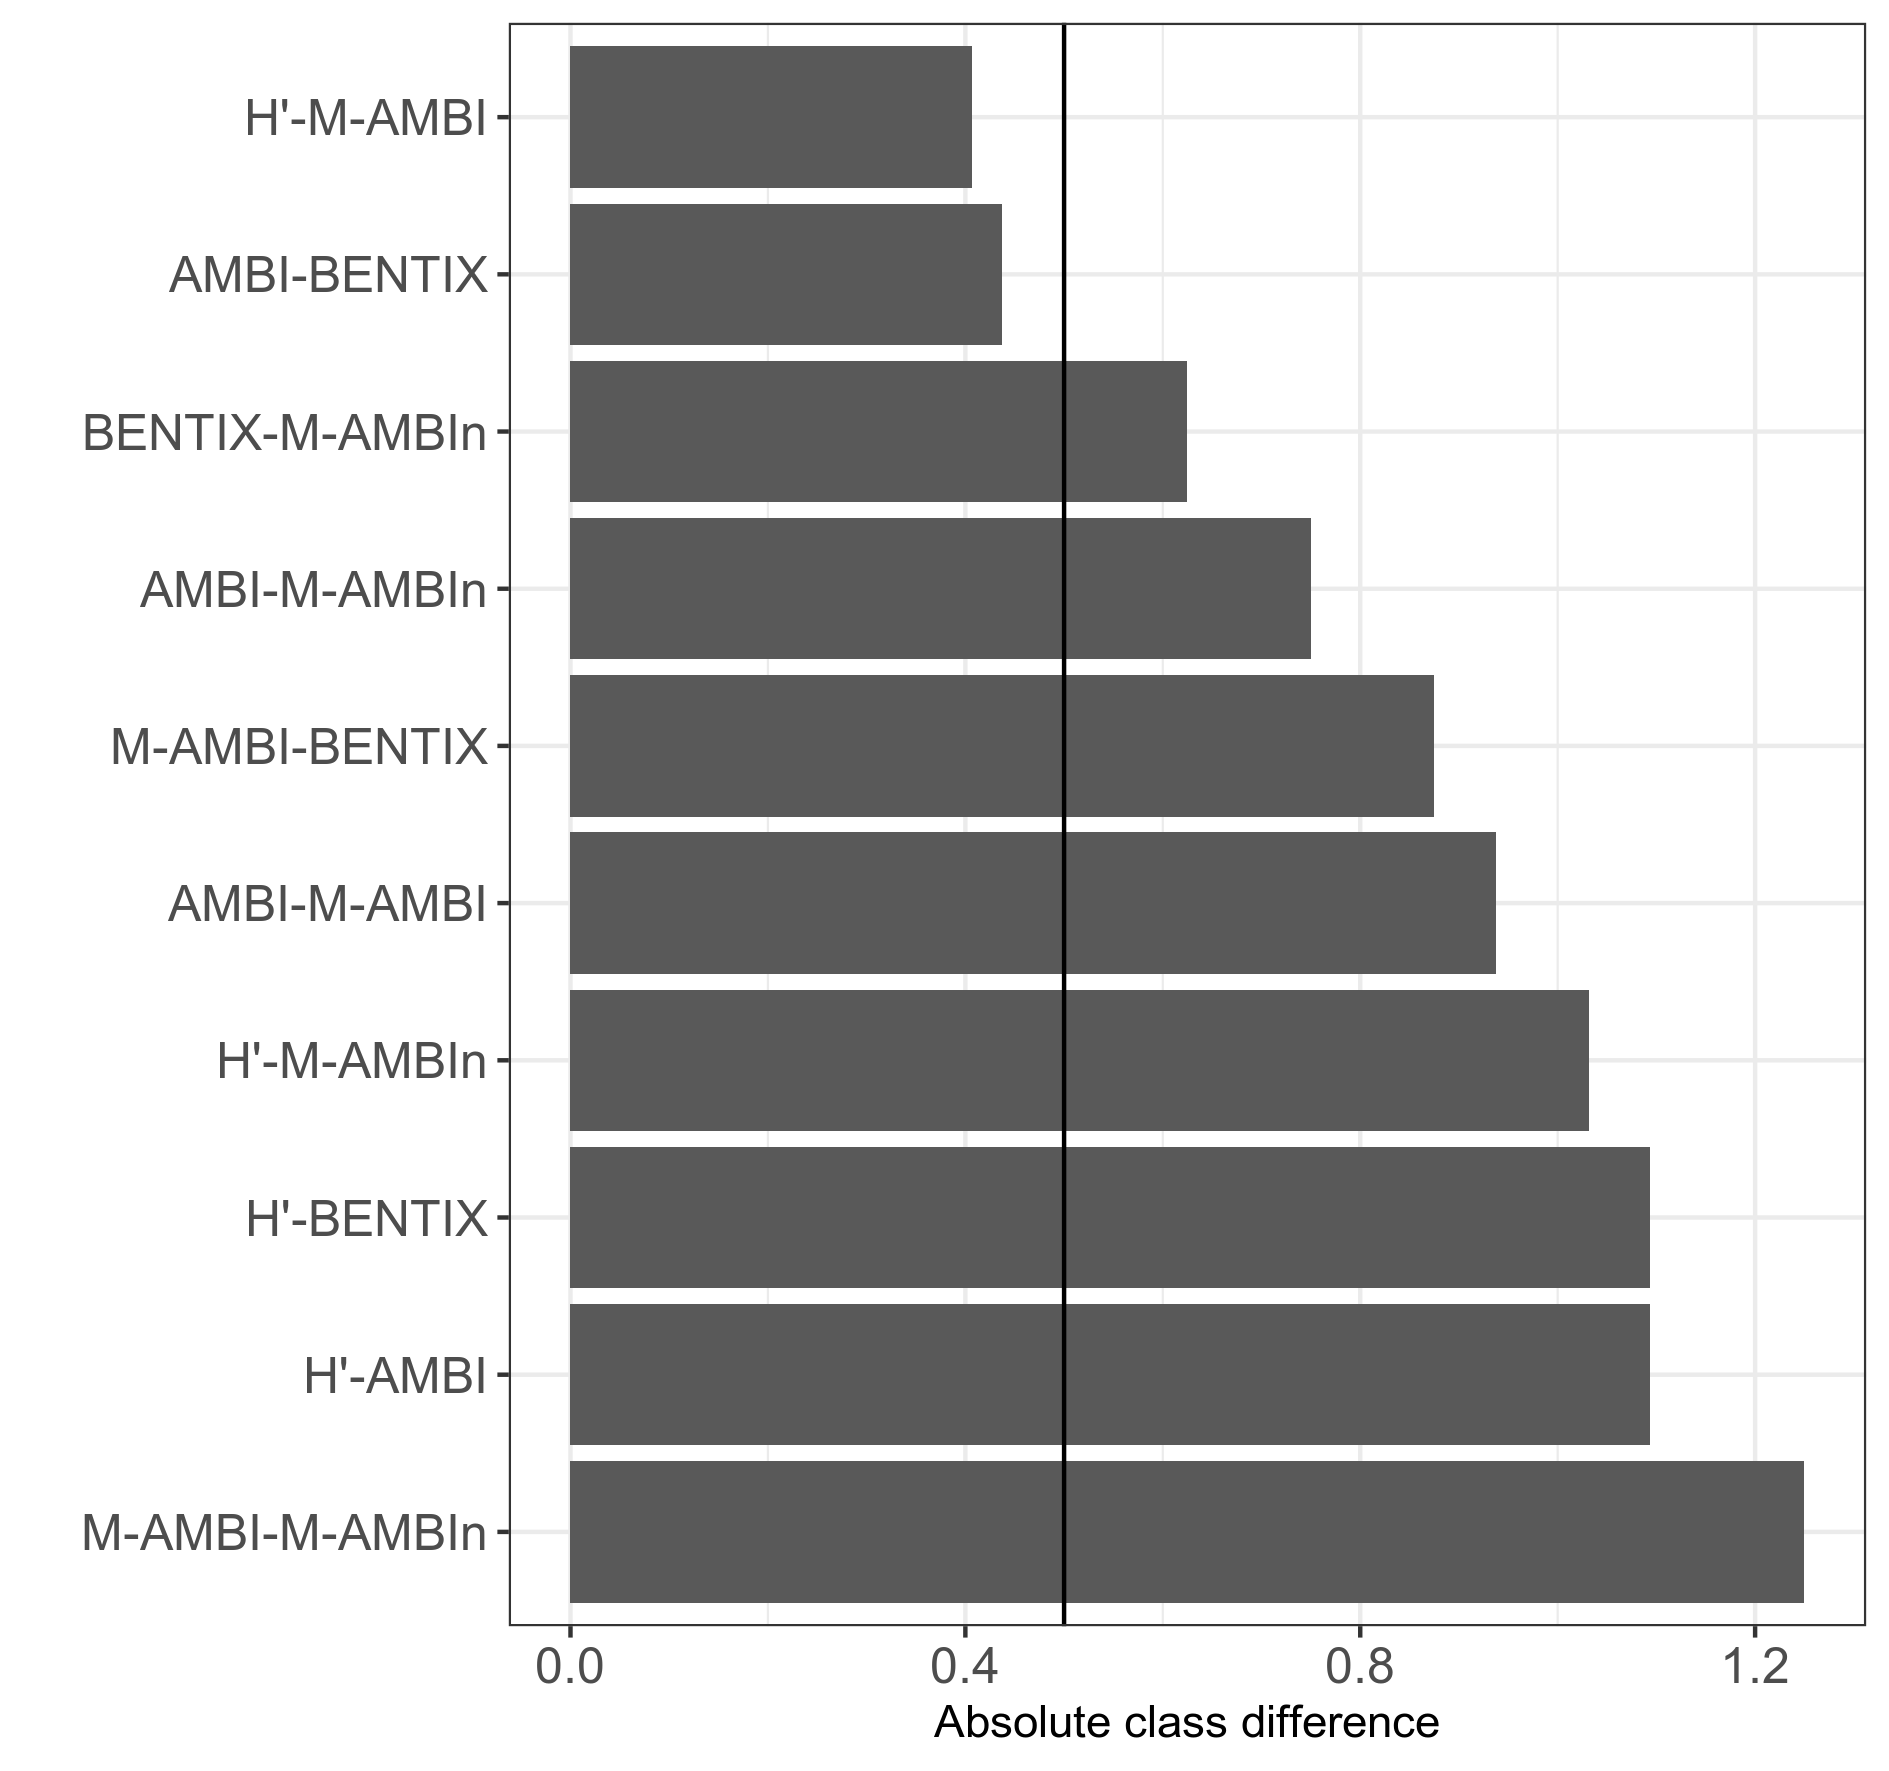 H'-M-AMBI
AMBI-BENTIX
BENTIX-M-AMBIn
AMBI-M-AMBIn
M-AMBI-BENTIX
AMBI-M-AMBI
H'-M-AMBIn
H'-BENTIX
H'-AMBI
M-AMBI-M-AMBIn
0.0 0.4 0.8 1.2
Absolute class difference